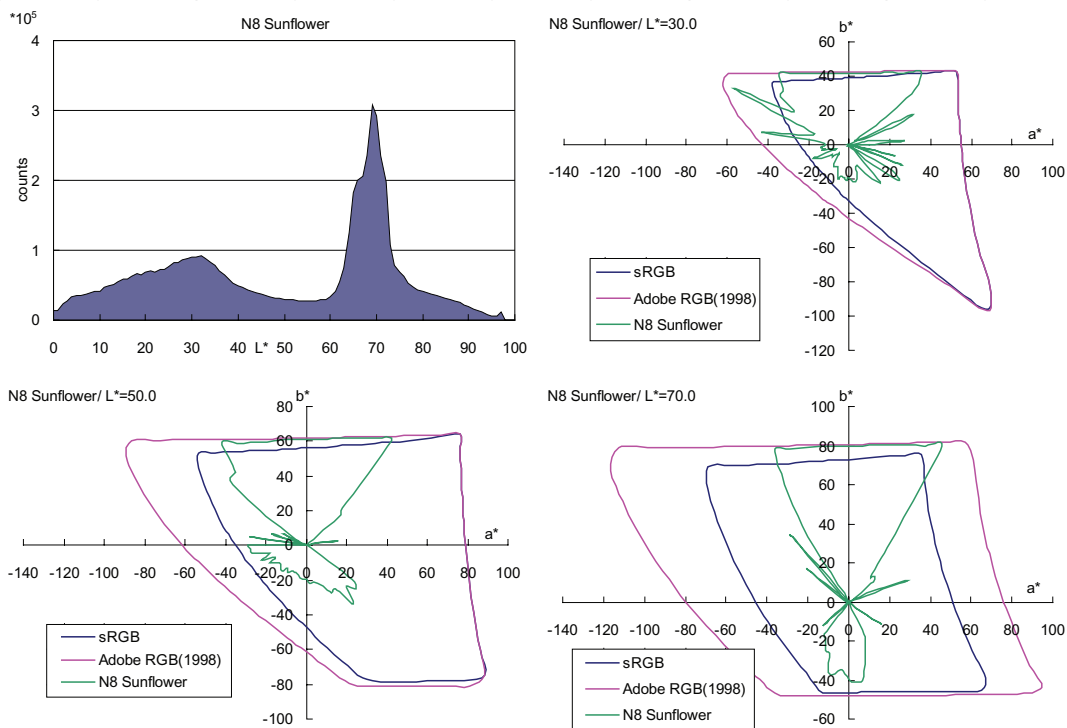 *10⁵
N8 Sunflower
4
3
2
1
0
counts
0 10 20 30 40 L* 50 60 70 80 90 100
N8 Sunflower/ L*=30.0
b*
60
40
20
0
-20
-40
-60
-80
-100
-120
a*
-140 -120 -100 -80 -60 -40 -20 0 20 40 60 80 100
sRGB
Adobe RGB(1998)
N8 Sunflower
N8 Sunflower/ L*=50.0
b*
80
60
40
20
0
-20
-40
-60
-80
-100
a*
-140 -120 -100 -80 -60 -40 -20 0 20 40 60 80 100
sRGB
Adobe RGB(1998)
N8 Sunflower
N8 Sunflower/ L*=70.0
b*
100
80
60
40
20
0
-20
-40
-60
a*
-140 -120 -100 -80 -60 -40 -20 0 20 40 60 80 100
sRGB
Adobe RGB(1998)
N8 Sunflower